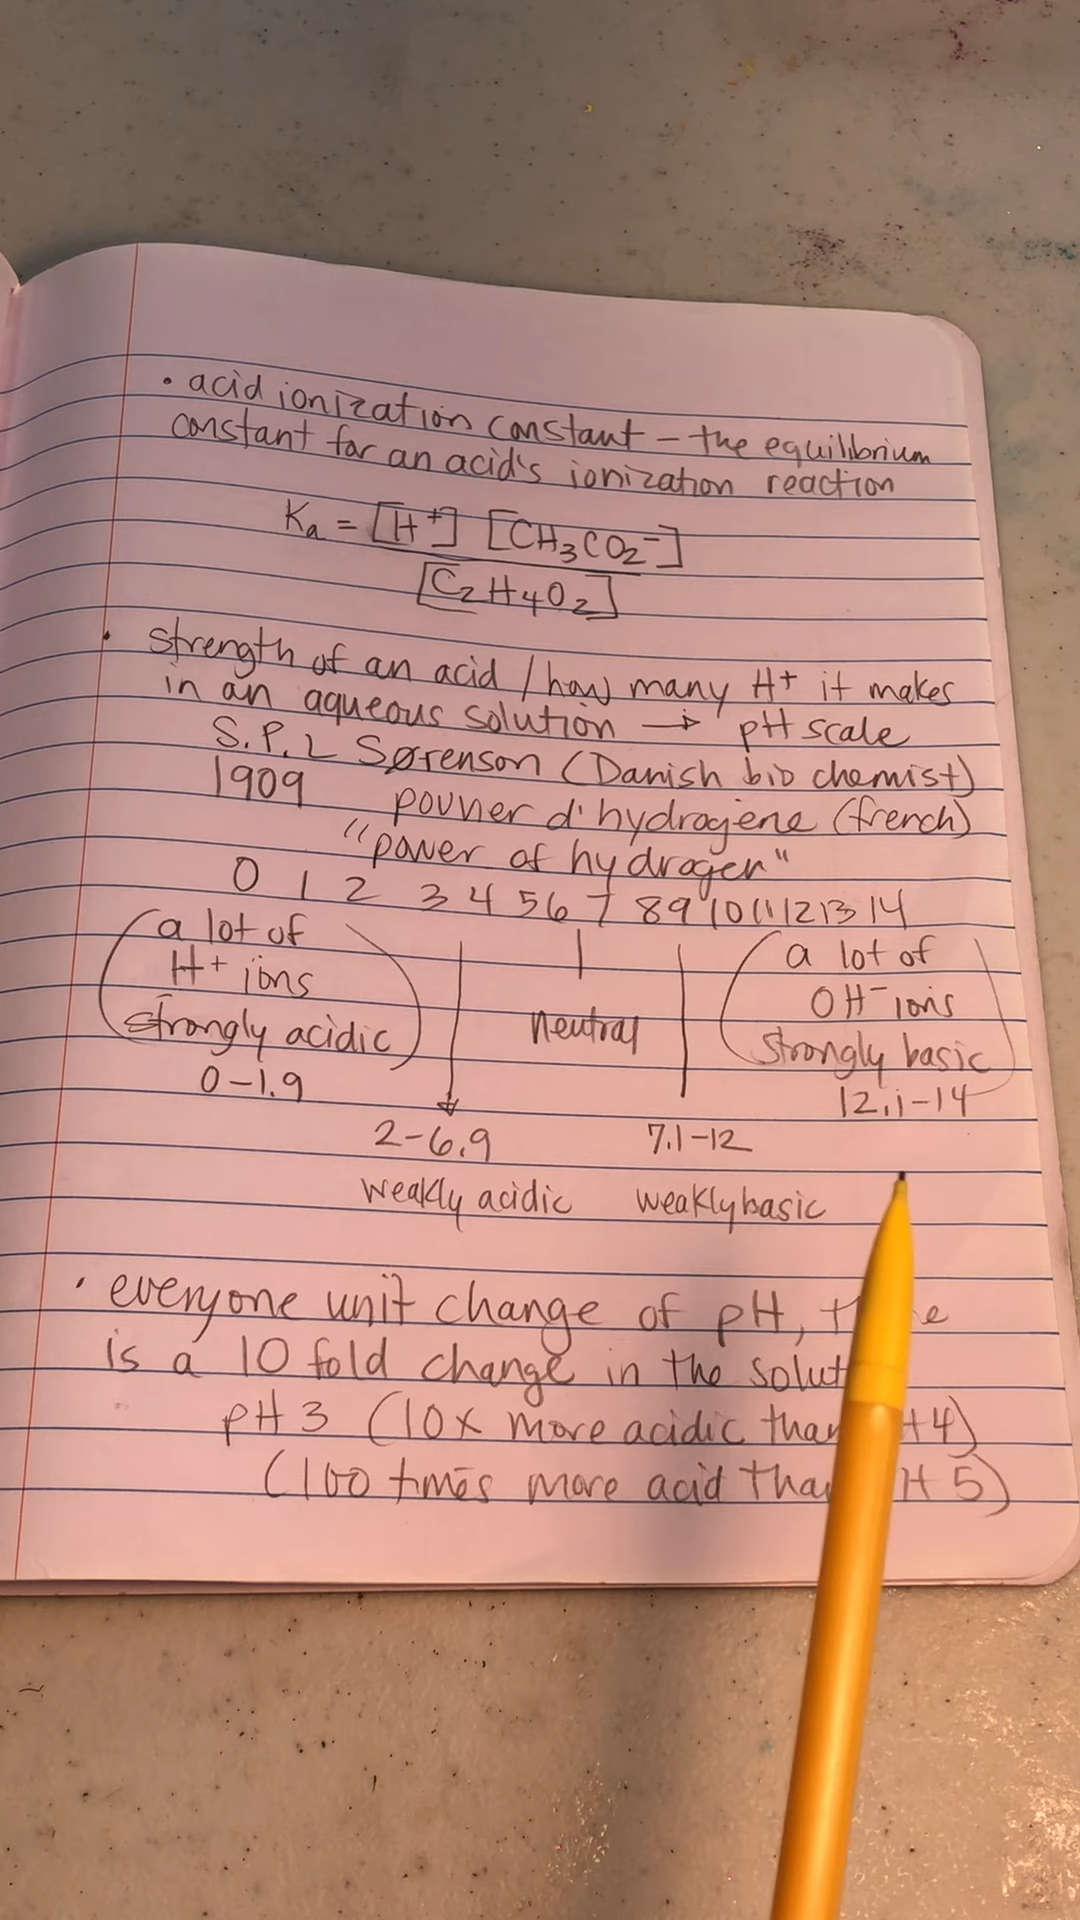 • acid ionization constant – the equilibrium
constant for an acid's ionization reaction
Ka = [H+] [CH3CO2-]
[C2H4O2]
• strength of an acid / how many H+ it makes
in an aqueous solution → pH scale
S.P.L Sørenson (Danish bio chemist)
1909 pouver d'hydrogene (french)
"power of hydrogen"
0 1 2 3 4 5 6 7 8 9 10 11 12 13 14
(a lot of
H+ ions
strongly acidic)
0-1.9
neutral
(a lot of
OH- ions
strongly basic)
12.1-14
2-6.9 7.1-12
weakly acidic weakly basic
• everyone unit change of pH,
is a 10 fold change in the
pH 3 (10x more acidic 4)
(100 times more acid 5)